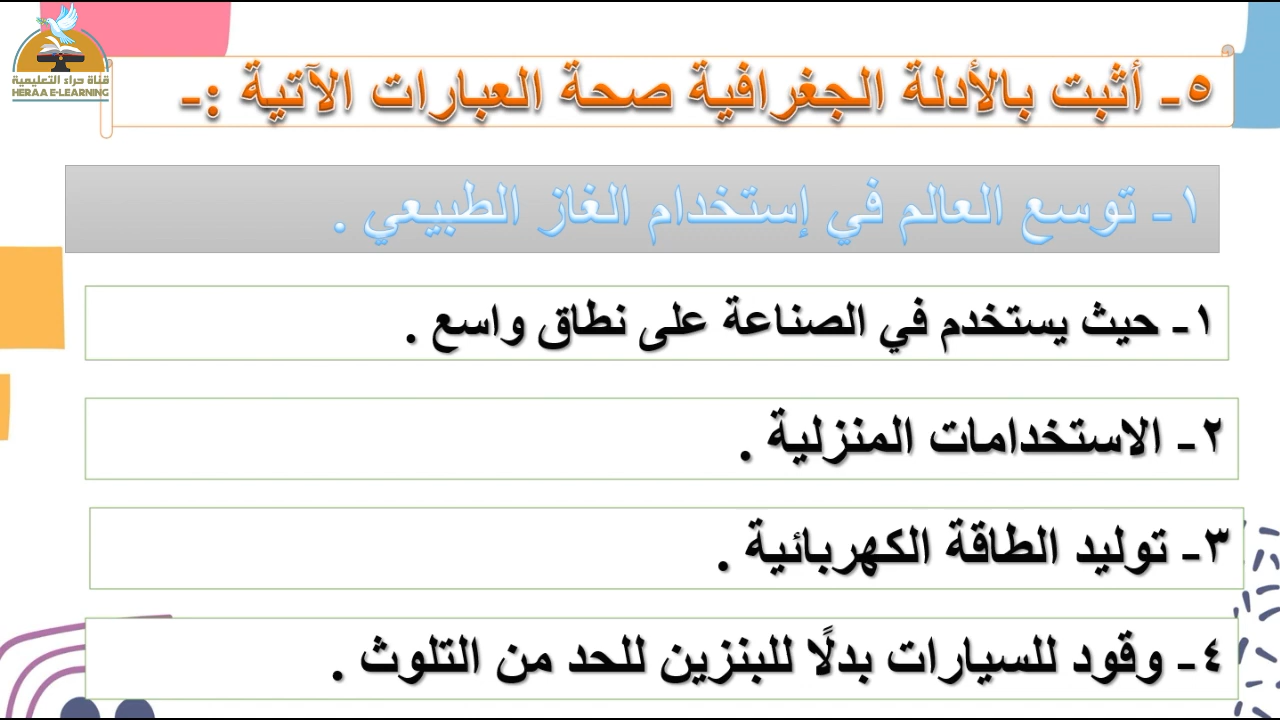 قناة حراء التعليمية
HERAA E-LEARNING
٥- أثبت بالأدلة الجغرافية صحة العبارات الآتية :-
١- توسع العالم في إستخدام الغاز الطبيعي .
١- حيث يستخدم في الصناعة على نطاق واسع .
٢- الاستخدامات المنزلية .
٣- توليد الطاقة الكهربائية .
٤- وقود للسيارات بدلًا للبنزين للحد من التلوث .